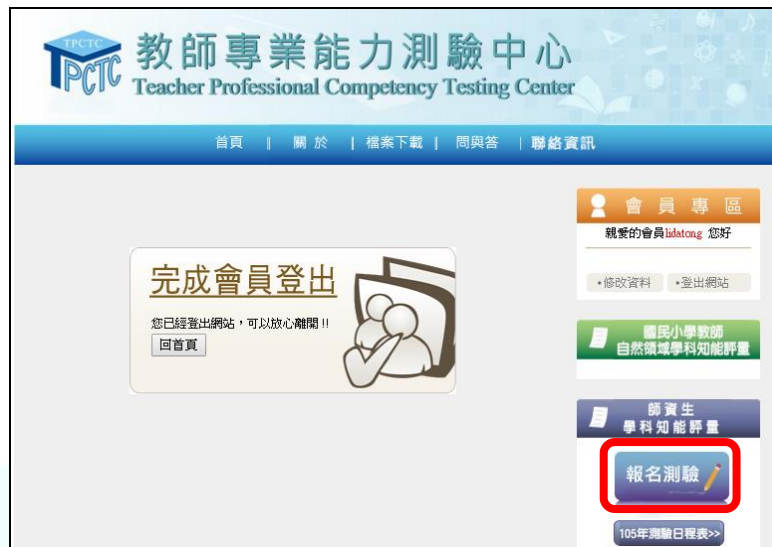 TPCTC
PCTC
教師專業能力測驗中心
Teacher Professional Competency Testing Center
首頁 | 關於 | 檔案下載 | 問與答 | 聯絡資訊
會員專區
親愛的會員lidatong 您好
•修改資料 •登出網站
完成會員登出
您已經登出網站，可以放心離開!!
回首頁
國民小學教師
自然領域學科知能評量
師資生
學科知能評量
報名測驗
105年測驗日程表>>